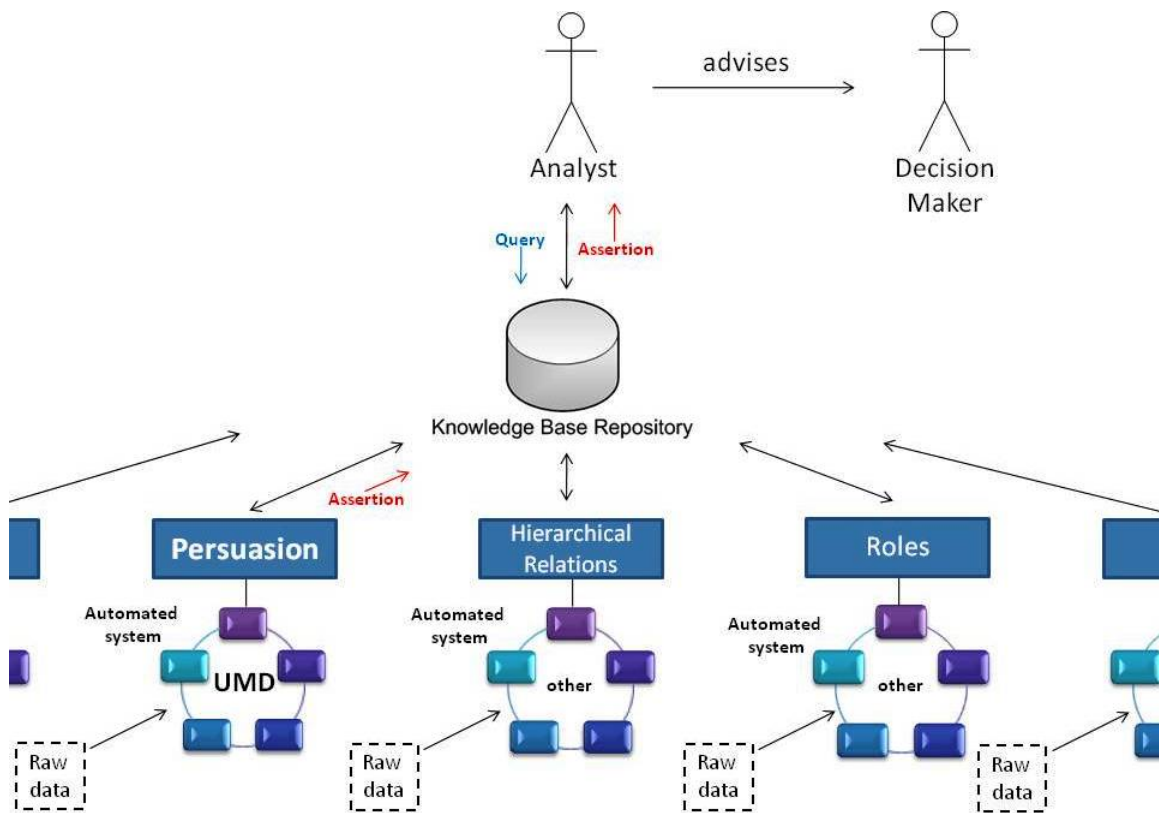 advises
Analyst
Decision
Maker
Query
Assertion
Knowledge Base Repository
Assertion
Persuasion
Hierarchical
Relations
Roles
Automated
system
UMD
Automated
system
other
Automated
system
other
Raw
data
Raw
data
Raw
data
Raw
data